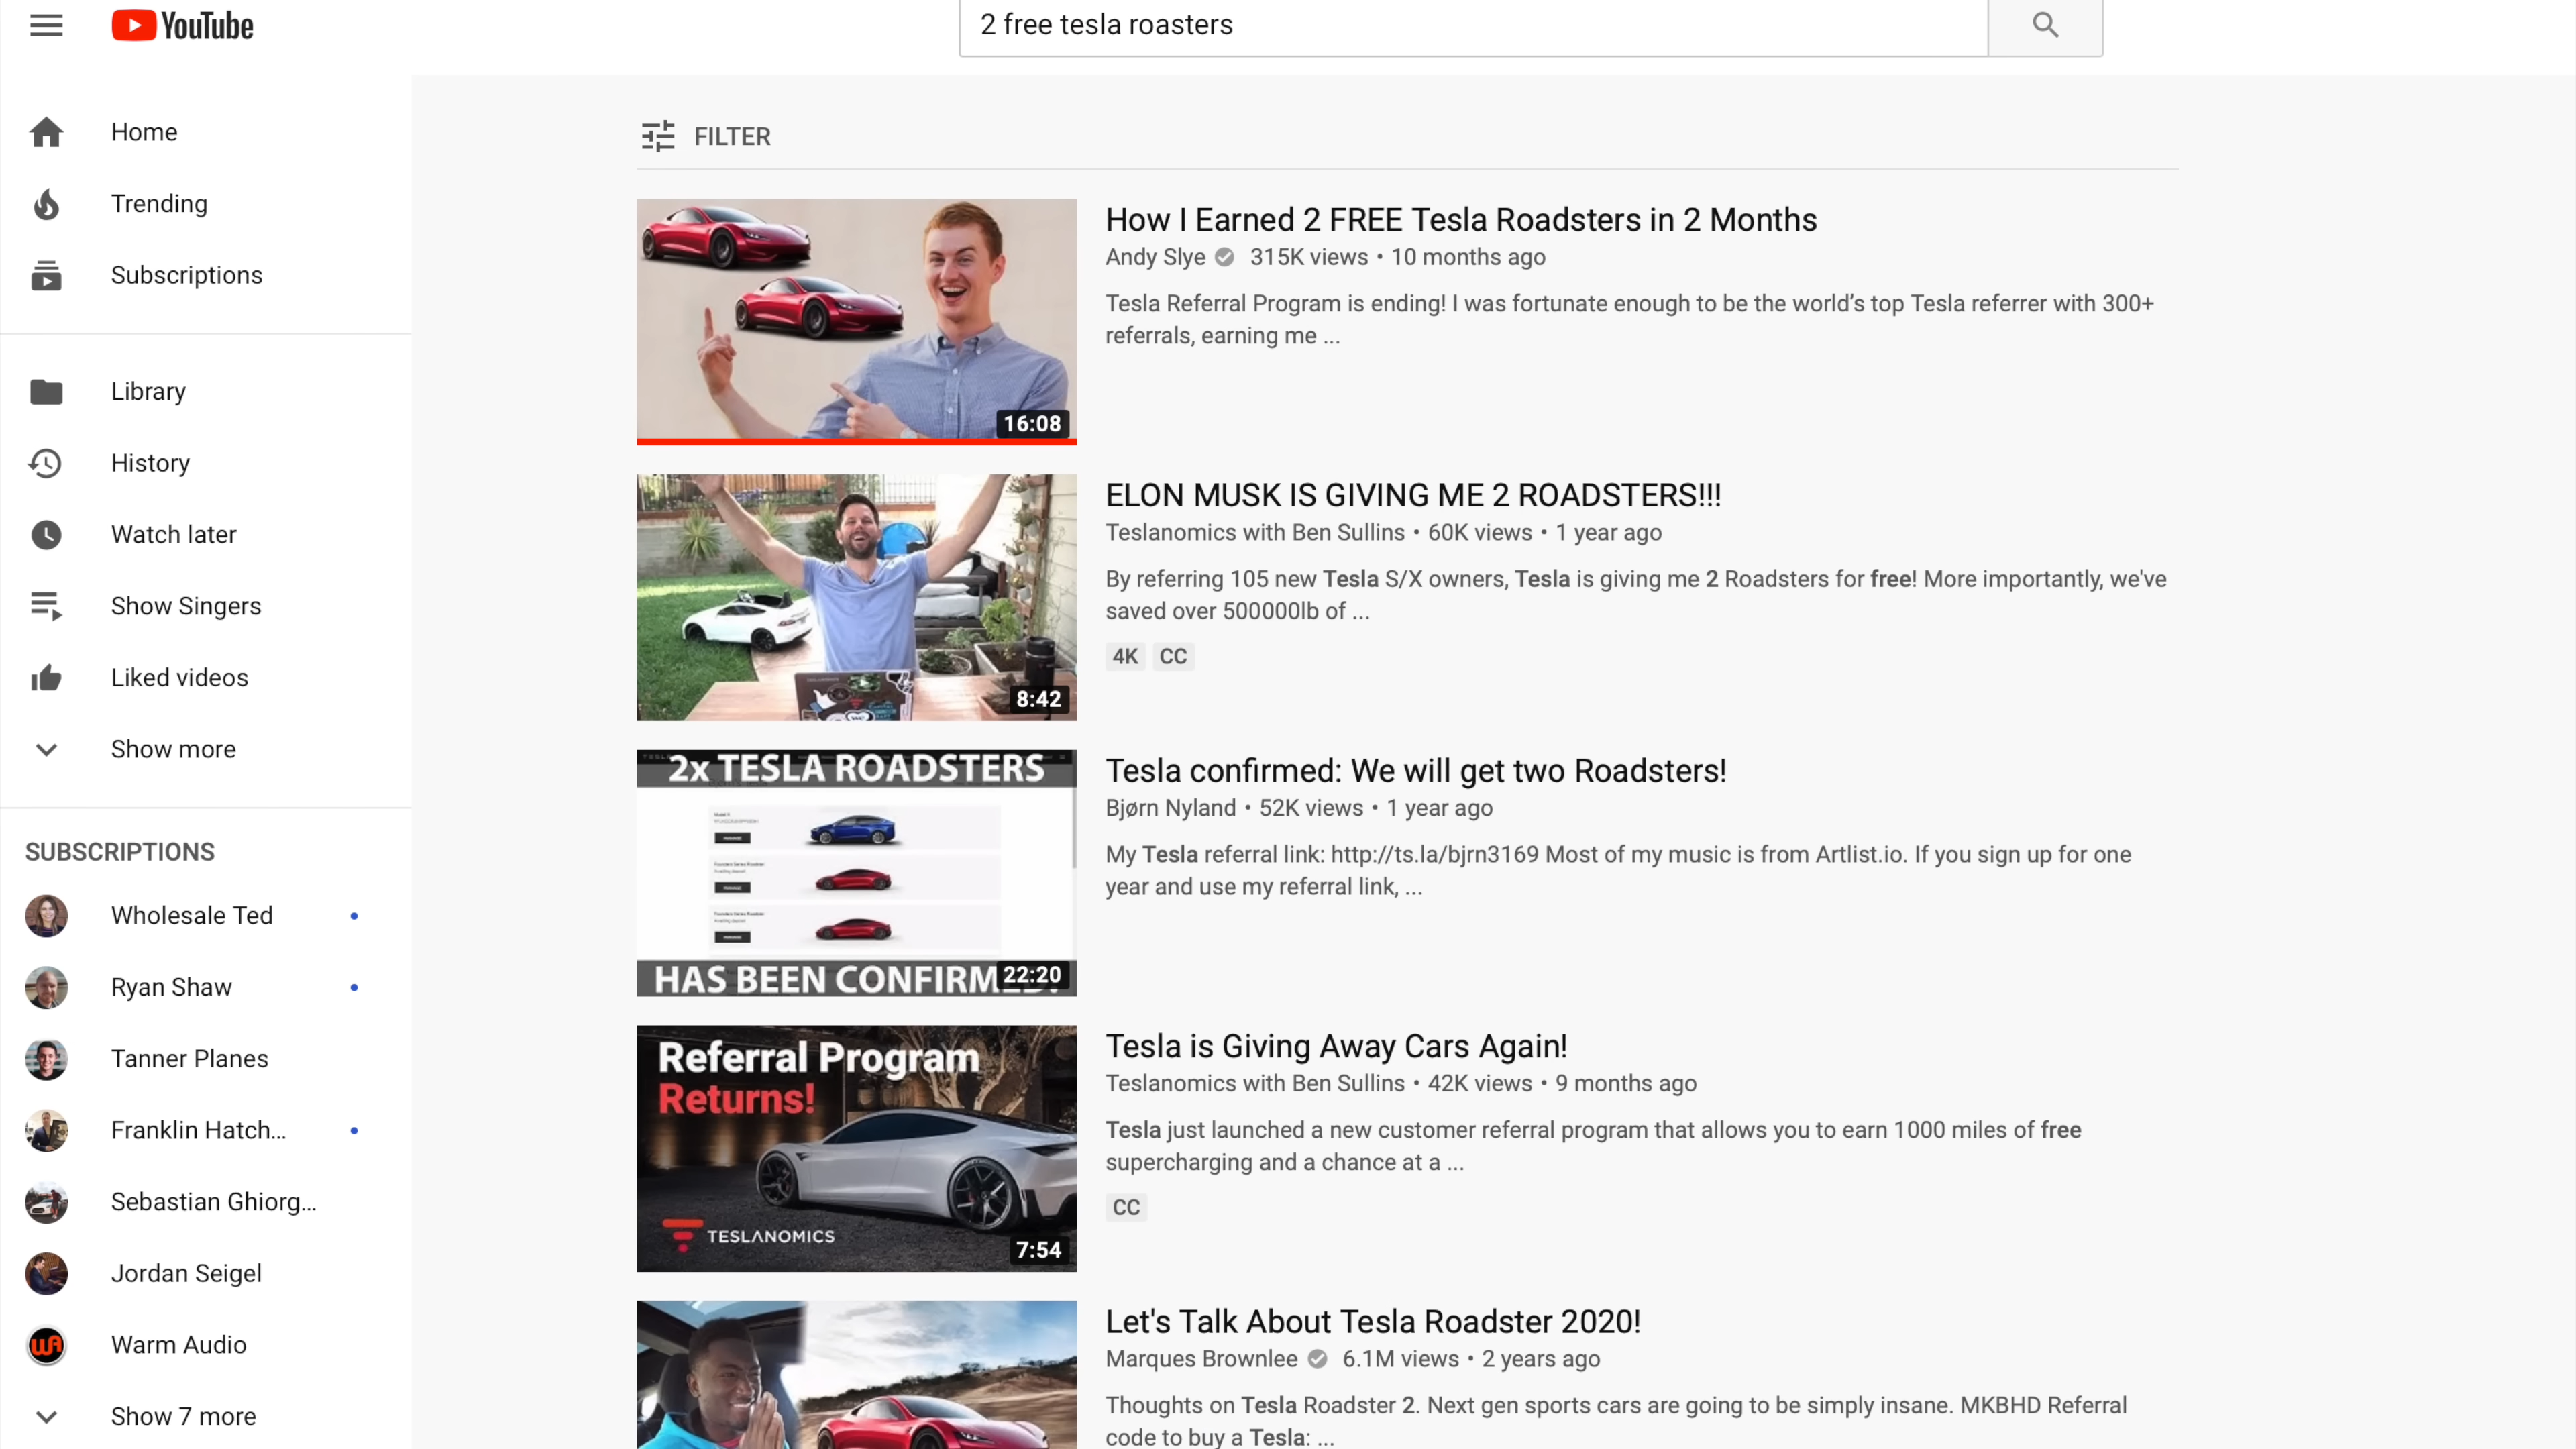 YouTube
2 free tesla roasters
Home
Trending
Subscriptions
Library
History
Watch later
Show Singers
Liked videos
Show more
SUBSCRIPTIONS
Wholesale Ted
Ryan Shaw
Tanner Planes
Franklin Hatch...
Sebastian Ghiorg...
Jordan Seigel
WA
Warm Audio
Show 7 more
FILTER
16:08
How I Earned 2 FREE Tesla Roadsters in 2 Months
Andy Slye 315K views • 10 months ago
Tesla Referral Program is ending! I was fortunate enough to be the world's top Tesla referrer with 300+
referrals, earning me ...
8:42
ELON MUSK IS GIVING ME 2 ROADSTERS!!!
Teslanomics with Ben Sullins • 60K views • 1 year ago
By referring 105 new Tesla S/X owners, Tesla is giving me 2 Roadsters for free! More importantly, we've
saved over 500000lb of ...
4K CC
2x TESLA ROADSTERS
HAS BEEN CONFIRMED!
22:20
Tesla confirmed: We will get two Roadsters!
Bjørn Nyland • 52K views • 1 year ago
My Tesla referral link: http://ts.la/bjrn3169 Most of my music is from Artlist.io. If you sign up for one
year and use my referral link, ...
Referral Program
Returns!
TESLANOMICS
7:54
Tesla is Giving Away Cars Again!
Teslanomics with Ben Sullins • 42K views • 9 months ago
Tesla just launched a new customer referral program that allows you to earn 1000 miles of free
supercharging and a chance at a ...
CC
Let's Talk About Tesla Roadster 2020!
Marques Brownlee 6.1M views • 2 years ago
Thoughts on Tesla Roadster 2. Next gen sports cars are going to be simply insane. MKBHD Referral
code to buy a Tesla: ...